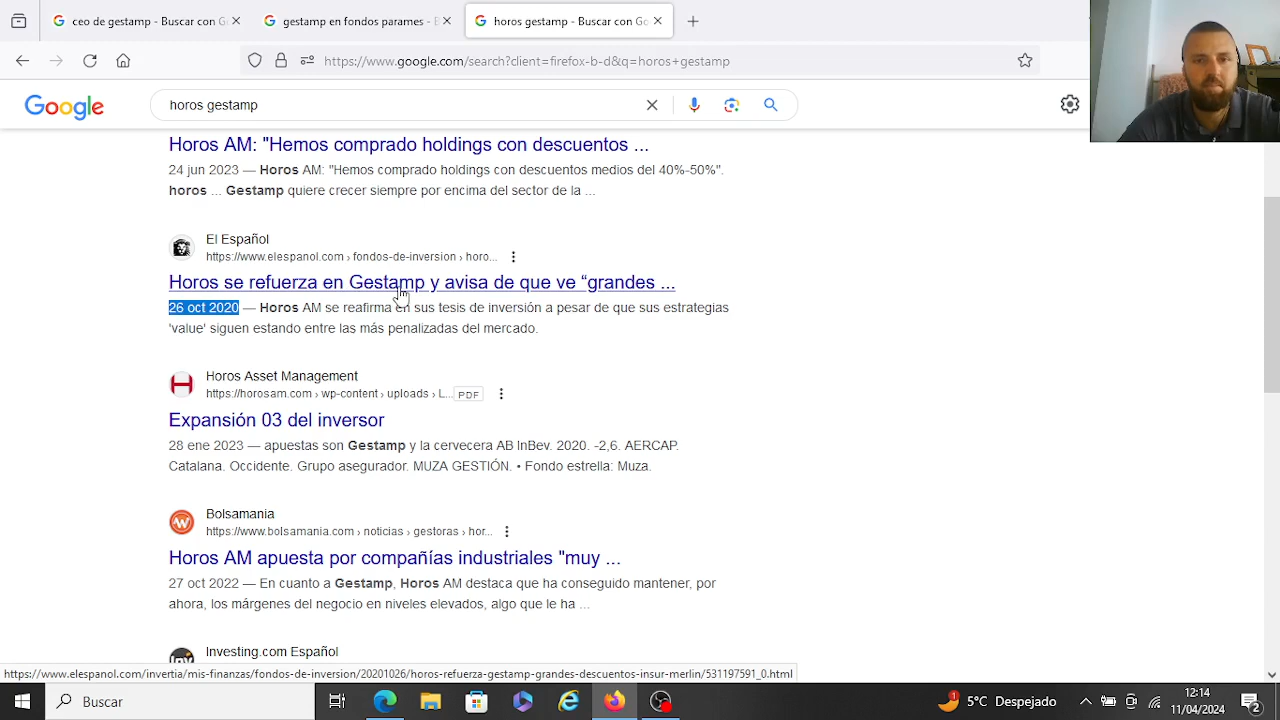 ceo de gestamp - Buscar con G
gestamp en fondos parames -
horos gestamp - Buscar con Go
https://www.google.com/search?client=firefox-b-d&q=horos+gestamp
Google
horos gestamp
Horos AM: "Hemos comprado holdings con descuentos ...
24 jun 2023 — Horos AM: "Hemos comprado holdings con descuentos medios del 40%-50%".
horos ... Gestamp quiere crecer siempre por encima del sector de la ...
El Español
https://www.elespanol.com › fondos-de-inversion › horo...
Horos se refuerza en Gestamp y avisa de que ve “grandes ...
26 oct 2020 — Horos AM se reafirma en sus tesis de inversión a pesar de que sus estrategias
'value' siguen estando entre las más penalizadas del mercado.
Horos Asset Management
https://horosam.com › wp-content › uploads › L... PDF
Expansión 03 del inversor
28 ene 2023 — apuestas son Gestamp y la cervecera AB InBev. 2020. -2,6. AERCAP.
Catalana. Occidente. Grupo asegurador. MUZA GESTIÓN. • Fondo estrella: Muza.
Bolsamania
https://www.bolsamania.com › noticias › gestoras › hor...
Horos AM apuesta por compañías industriales "muy ...
27 oct 2022 — En cuanto a Gestamp, Horos AM destaca que ha conseguido mantener, por
ahora, los márgenes del negocio en niveles elevados, algo que le ha ...
Investing.com Español
https://www.elespanol.com/invertia/mis-finanzas/fondos-de-inversion/20201026/horos-refuerza-gestamp-grandes-descuentos-insur-merlin/531197591_0.html
Buscar
1
5°C Despejado
12:14
11/04/2024
2